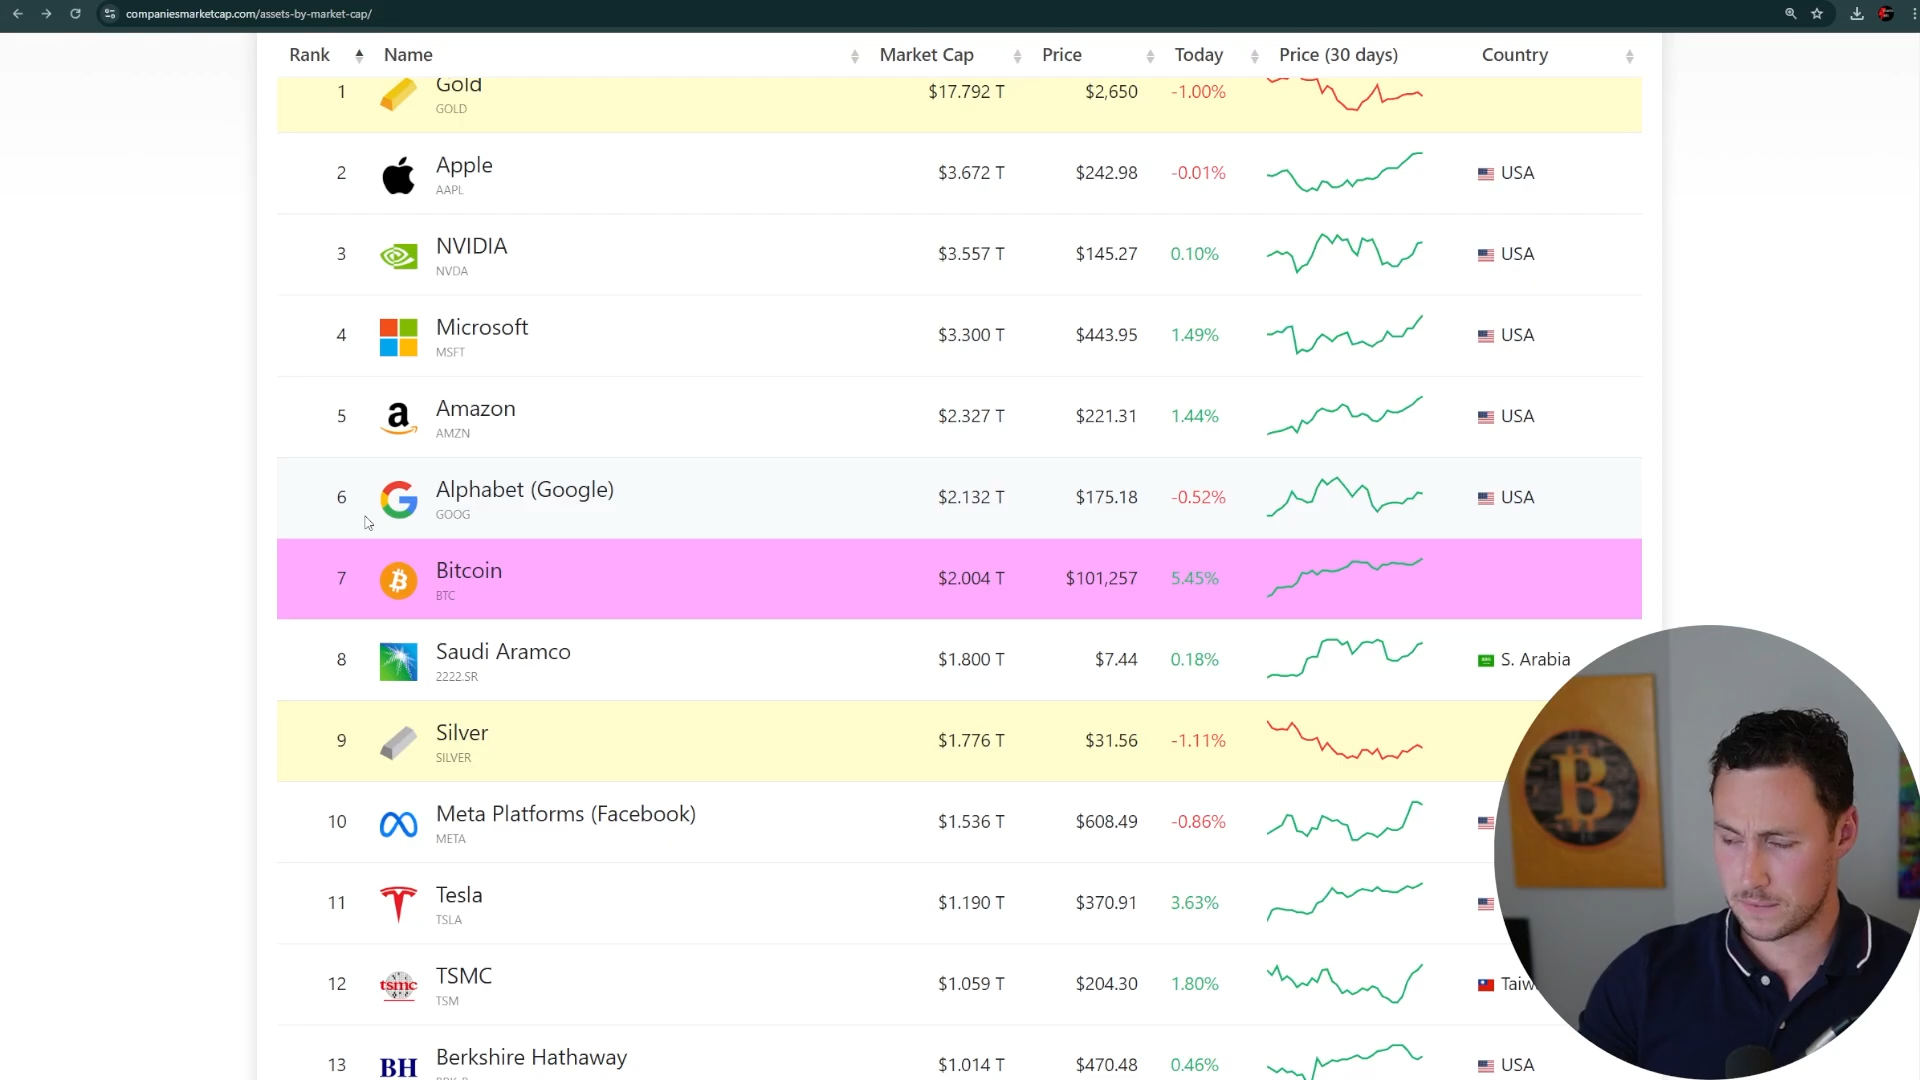 companiesmarketcap.com/assets-by-market-cap/
Rank Name Market Cap Price Today Price (30 days) Country
1 Gold $17.792 T $2,650 -1.00%
GOLD
2 Apple $3.672 T $242.98 -0.01% USA
AAPL
3 NVIDIA $3.557 T $145.27 0.10% USA
NVDA
4 Microsoft $3.300 T $443.95 1.49% USA
MSFT
5 a Amazon $2.327 T $221.31 1.44% USA
AMZN
6 G Alphabet (Google) $2.132 T $175.18 -0.52% USA
GOOG
7 Bitcoin $2.004 T $101,257 5.45%
BTC
8 Saudi Aramco $1.800 T $7.44 0.18% S. Arabia
2222.SR
9 Silver $1.776 T $31.56 -1.11%
SILVER
10 Meta Platforms (Facebook) $1.536 T $608.49 -0.86%
META
11 Tesla $1.190 T $370.91 3.63%
TSLA
12 tsmc TSMC $1.059 T $204.30 1.80% Taiw
TSM
13 BH Berkshire Hathaway $1.014 T $470.48 0.46% USA